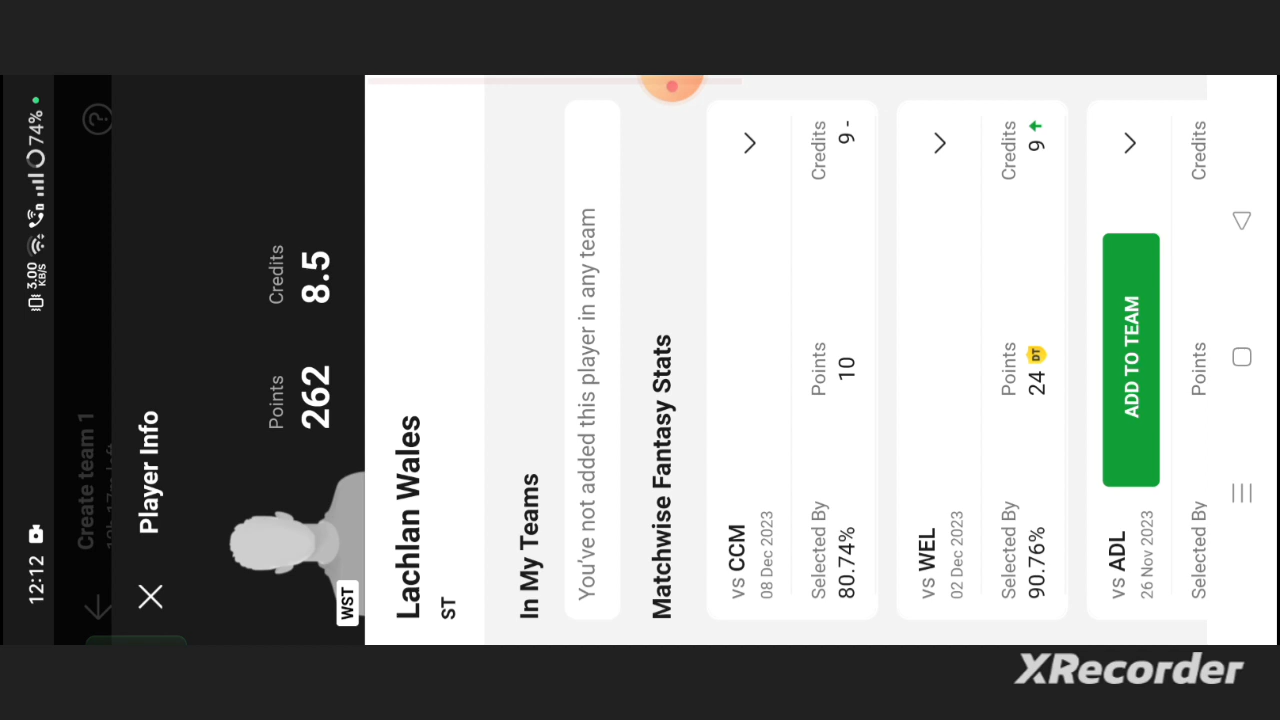 12:12
3.00 KB/S
74%
Create team 1
Player Info
Points
Credits
262
8.5
WST
Lachlan Wales
ST
In My Teams
You've not added this player in any team
Matchwise Fantasy Stats
vs CCM
08 Dec 2023
Selected By
Points
Credits
80.74%
10
9 -
vs WEL
02 Dec 2023
Selected By
Points
Credits
90.76%
24 DT
9
vs ADL
26 Nov 2023
ADD TO TEAM
Selected By
Points
Credits
XRecorder